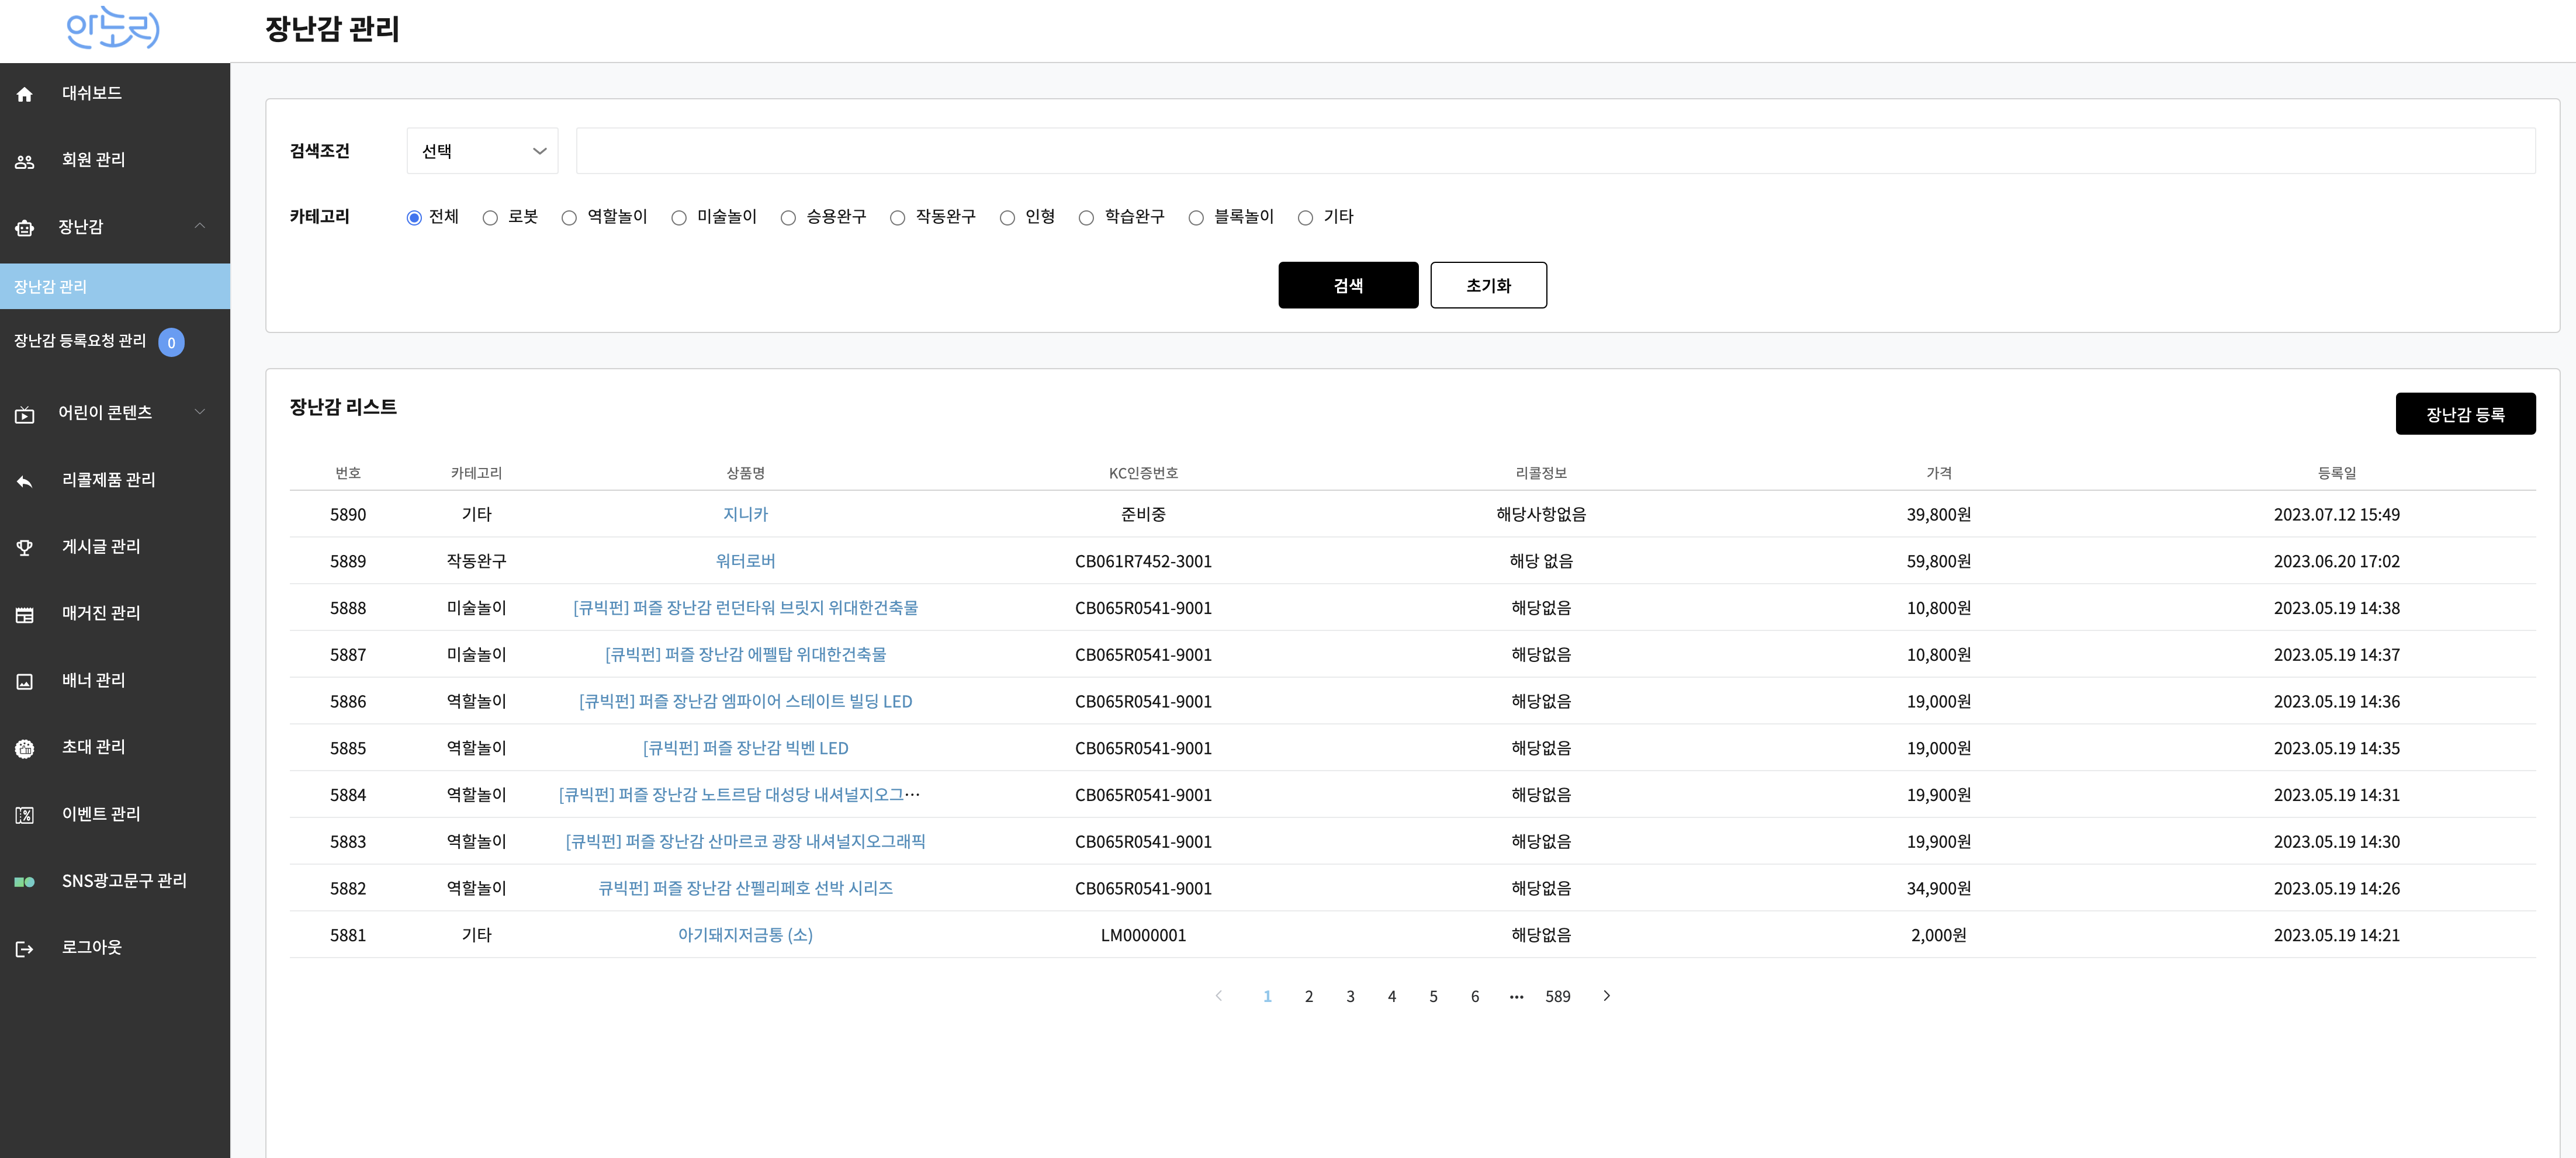 안노리
장난감 관리
대쉬보드
회원 관리
장난감
장난감 관리
장난감 등록요청 관리 0
어린이 콘텐츠
리콜제품 관리
게시글 관리
매거진 관리
배너 관리
초대 관리
이벤트 관리
SNS광고문구 관리
로그아웃
검색조건 선택
카테고리 전체 로봇 역할놀이 미술놀이 승용완구 작동완구 인형 학습완구 블록놀이 기타
검색 초기화
장난감 리스트
장난감 등록
번호 카테고리 상품명 KC인증번호 리콜정보 가격 등록일
5890 기타 지니카 준비중 해당사항없음 39,800원 2023.07.12 15:49
5889 작동완구 워터로버 CB061R7452-3001 해당 없음 59,800원 2023.06.20 17:02
5888 미술놀이 [큐빅펀] 퍼즐 장난감 런던타워 브릿지 위대한건축물 CB065R0541-9001 해당없음 10,800원 2023.05.19 14:38
5887 미술놀이 [큐빅펀] 퍼즐 장난감 에펠탑 위대한건축물 CB065R0541-9001 해당없음 10,800원 2023.05.19 14:37
5886 역할놀이 [큐빅펀] 퍼즐 장난감 엠파이어 스테이트 빌딩 LED CB065R0541-9001 해당없음 19,000원 2023.05.19 14:36
5885 역할놀이 [큐빅펀] 퍼즐 장난감 빅벤 LED CB065R0541-9001 해당없음 19,000원 2023.05.19 14:35
5884 역할놀이 [큐빅펀] 퍼즐 장난감 노트르담 대성당 내셔널지오그… CB065R0541-9001 해당없음 19,900원 2023.05.19 14:31
5883 역할놀이 [큐빅펀] 퍼즐 장난감 산마르코 광장 내셔널지오그래픽 CB065R0541-9001 해당없음 19,900원 2023.05.19 14:30
5882 역할놀이 큐빅펀] 퍼즐 장난감 산펠리페호 선박 시리즈 CB065R0541-9001 해당없음 34,900원 2023.05.19 14:26
5881 기타 아기돼지저금통 (소) LM0000001 해당없음 2,000원 2023.05.19 14:21
1 2 3 4 5 6 ••• 589